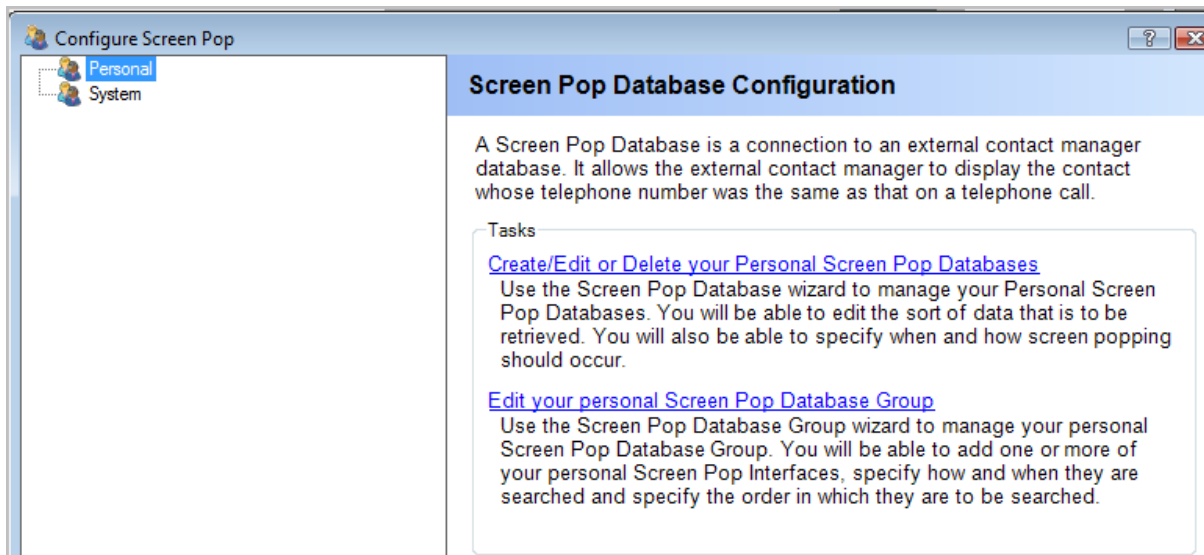 Configure Screen Pop
Personal
System
Screen Pop Database Configuration
A Screen Pop Database is a connection to an external contact manager
database. It allows the external contact manager to display the contact
whose telephone number was the same as that on a telephone call.
Tasks
Create/Edit or Delete your Personal Screen Pop Databases
Use the Screen Pop Database wizard to manage your Personal Screen
Pop Databases. You will be able to edit the sort of data that is to be
retrieved. You will also be able to specify when and how screen popping
should occur.
Edit your personal Screen Pop Database Group
Use the Screen Pop Database Group wizard to manage your personal
Screen Pop Database Group. You will be able to add one or more of
your personal Screen Pop Interfaces, specify how and when they are
searched and specify the order in which they are to be searched.